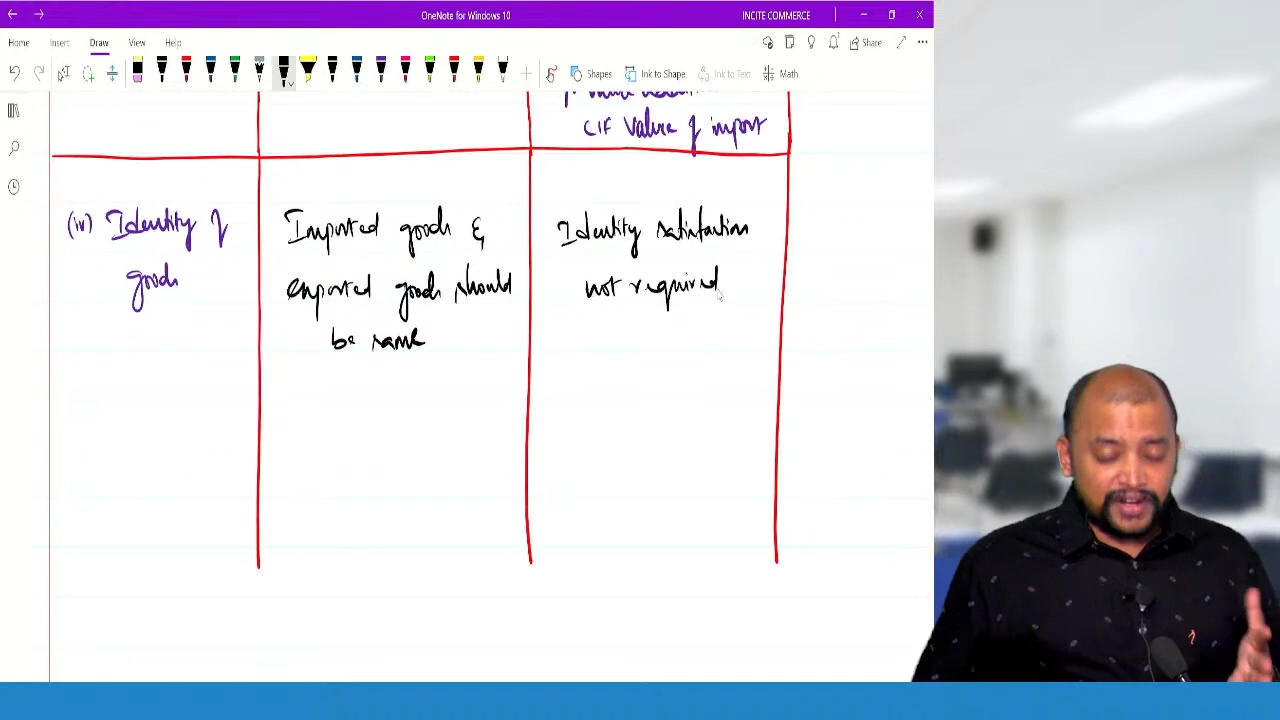 OneNote for Windows 10
INCITE COMMERCE
Home Insert Draw View Help
Share
Shapes Ink to Shape Ink to Text Math
CIF Value of import
(iv) Identity of goods
Imported goods &
exported goods should
be same
Identity satisfaction
not required